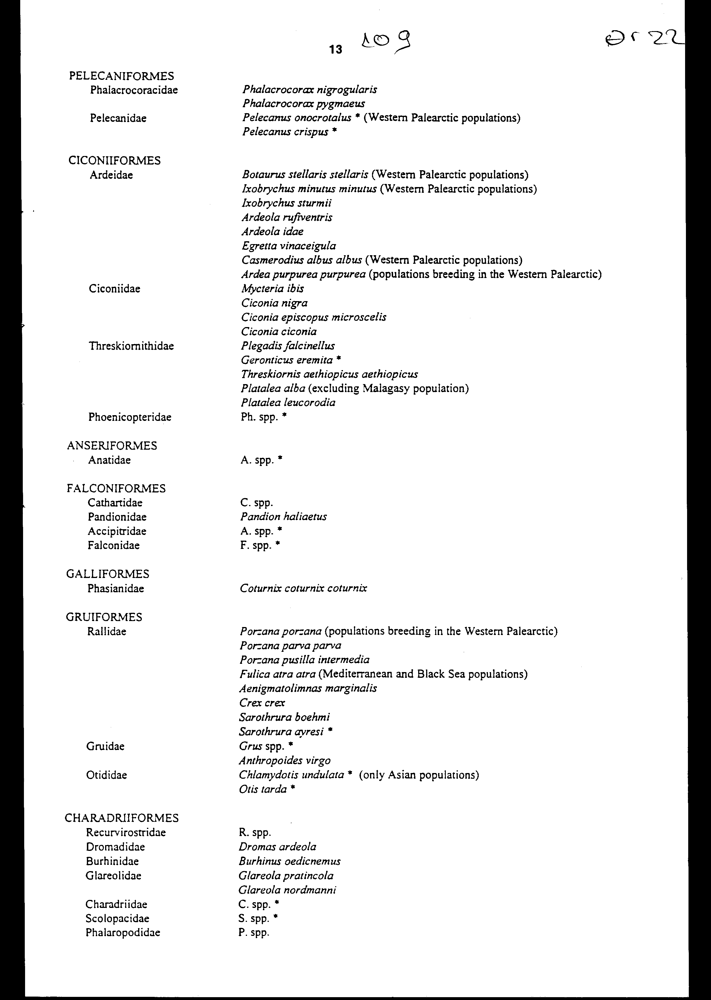 13 109 22
PELECANIFORMES
Phalacrocoracidae Phalacrocorax nigrogularis
Phalacrocorax pygmaeus
Pelecanidae Pelecanus onocrotalus * (Western Palearctic populations)
Pelecanus crispus *
CICONIIFORMES
Ardeidae Botaurus stellaris stellaris (Western Palearctic populations)
Ixobrychus minutus minutus (Western Palearctic populations)
Ixobrychus sturmii
Ardeola rufiventris
Ardeola idae
Egretta vinaceigula
Casmerodius albus albus (Western Palearctic populations)
Ardea purpurea purpurea (populations breeding in the Western Palearctic)
Ciconiidae Mycteria ibis
Ciconia nigra
Ciconia episcopus microscelis
Ciconia ciconia
Threskiornithidae Plegadis falcinellus
Geronticus eremita *
Threskiornis aethiopicus aethiopicus
Platalea alba (excluding Malagasy population)
Platalea leucorodia
Phoenicopteridae Ph. spp. *
ANSERIFORMES
Anatidae A. spp. *
FALCONIFORMES
Cathartidae C. spp.
Pandionidae Pandion haliaetus
Accipitridae A. spp. *
Falconidae F. spp. *
GALLIFORMES
Phasianidae Coturnix coturnix coturnix
GRUIFORMES
Rallidae Porzana porzana (populations breeding in the Western Palearctic)
Porzana parva parva
Porzana pusilla intermedia
Fulica atra atra (Mediterranean and Black Sea populations)
Aenigmatolimnas marginalis
Crex crex
Sarothrura boehmi
Sarothrura ayresi *
Gruidae Grus spp. *
Anthropoides virgo
Otididae Chlamydotis undulata * (only Asian populations)
Otis tarda *
CHARADRIIFORMES
Recurvirostridae R. spp.
Dromadidae Dromas ardeola
Burhinidae Burhinus oedicnemus
Glareolidae Glareola pratincola
Glareola nordmanni
Charadriidae C. spp. *
Scolopacidae S. spp. *
Phalaropodidae P. spp.